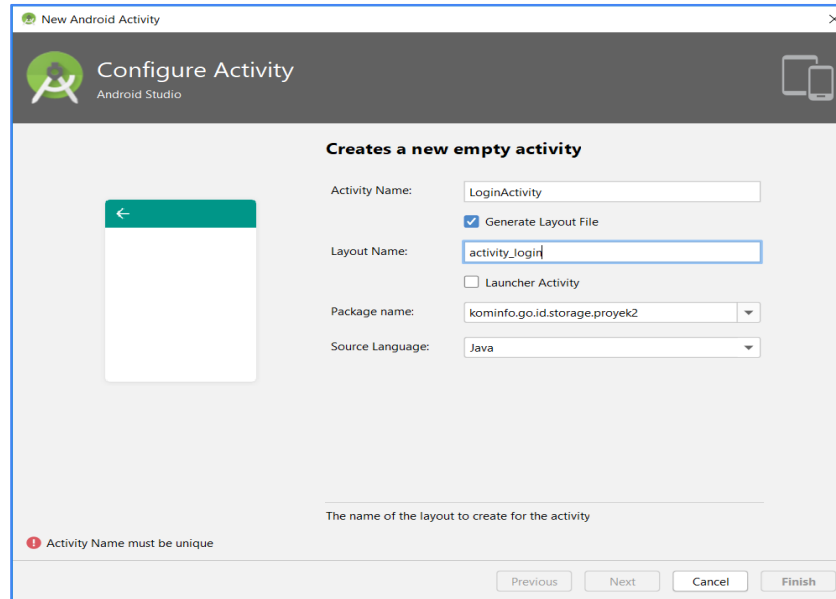 New Android Activity
Configure Activity
Android Studio
Creates a new empty activity
Activity Name: LoginActivity
Generate Layout File
Layout Name: activity_login
Launcher Activity
Package name: kominfo.go.id.storage.proyek2
Source Language: Java
The name of the layout to create for the activity
Activity Name must be unique
Previous Next Cancel Finish